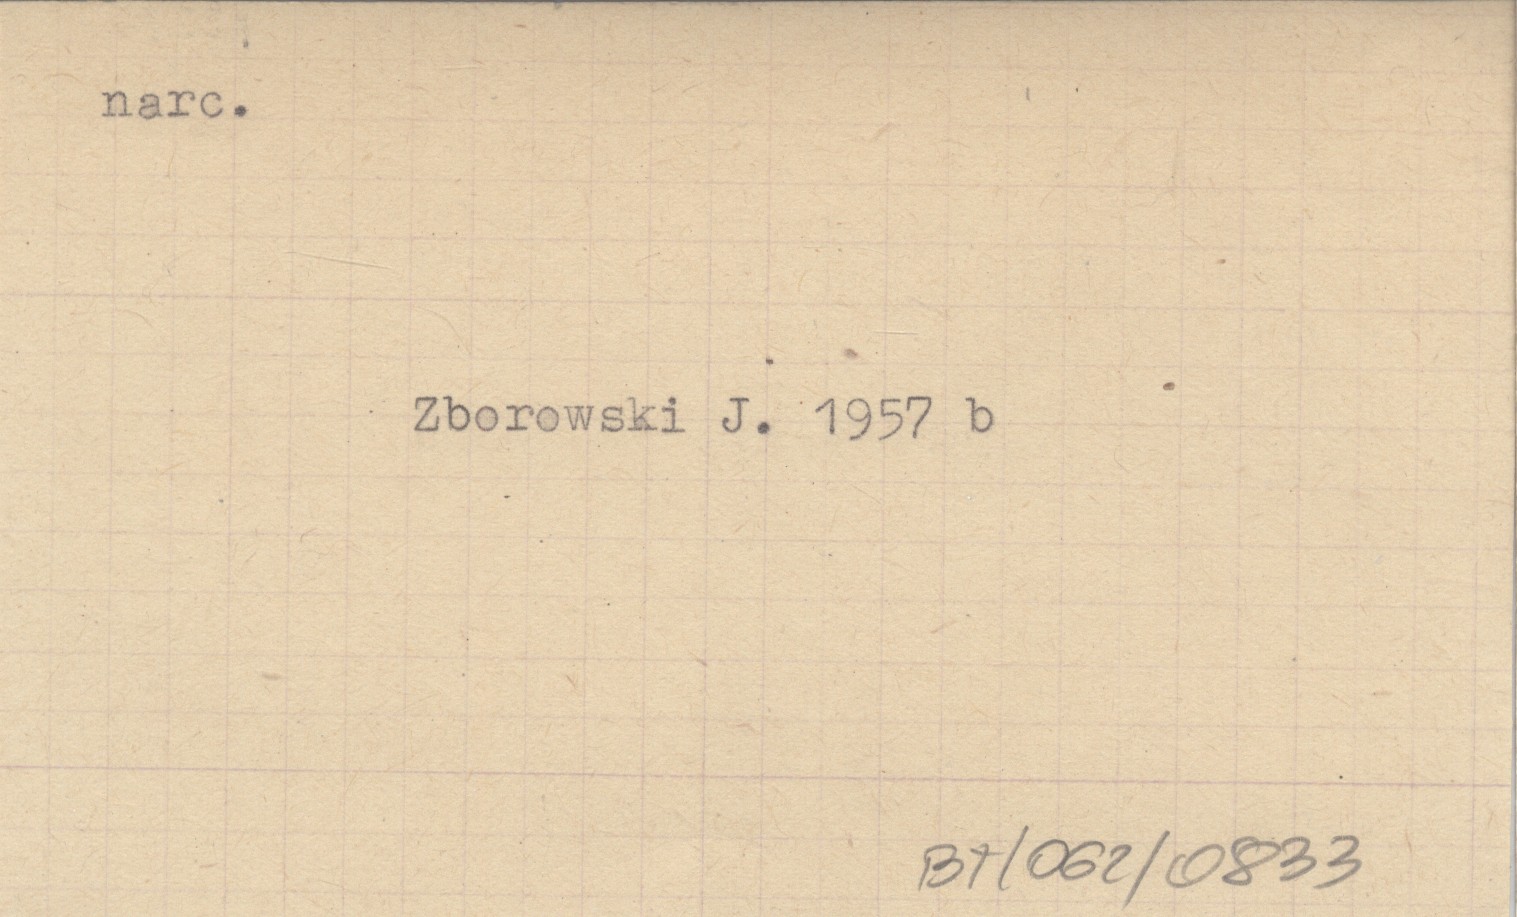 narc.
Zborowski J. 1957 b
BT/062/0833